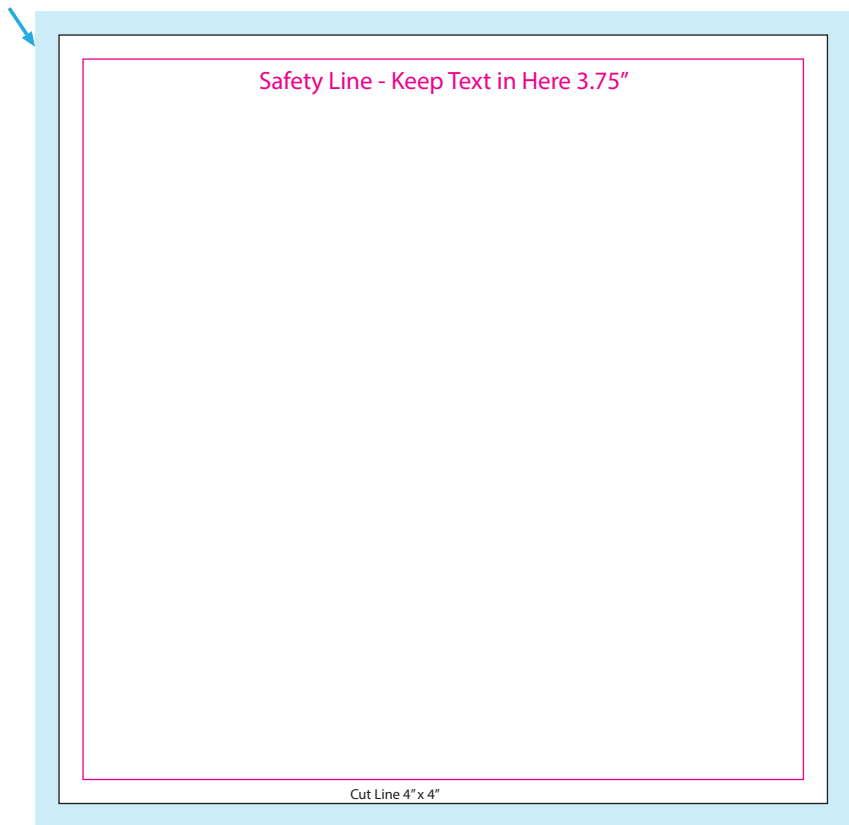 Safety Line - Keep Text in Here 3.75”
Cut Line 4” x 4”